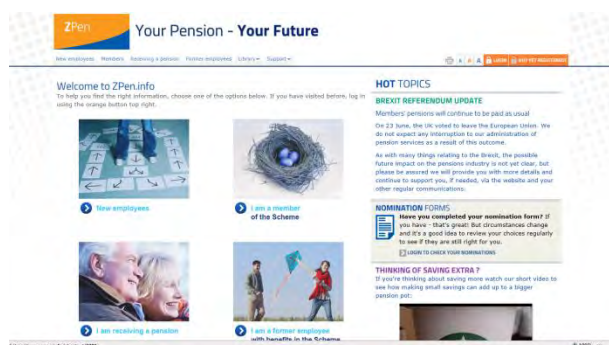 ZPen
Your Pension - Your Future
New employees Members Receiving a pension Former employees Library Support
LOGIN
Welcome to ZPen.info
To help you find the right information, choose one of the options below. If you have visited before, log in
using the orange button top right.
New employees
I am a member
of the Scheme
I am receiving a pension
I am a former employee
with benefits in the Scheme
HOT TOPICS
BREXIT REFERENDUM UPDATE
Members' pensions will continue to be paid as usual
On 23 June, the UK voted to leave the European Union. We
do not expect any interruption to our administration of
pension services as a result of this outcome.
As with many things relating to the Brexit, the possible
future impact on the pensions industry is not yet clear, but
please be assured we will provide you with more details and
continue to support you, if needed, via the website and your
other regular communications.
NOMINATION FORMS
Have you completed your nomination form? If
you have - that's great! But circumstances change
and it's a good idea to review your choices regularly
to see if they are still right for you.
LOGIN TO CHECK YOUR NOMINATIONS
THINKING OF SAVING EXTRA ?
If you're thinking about saving more watch our short video to
see how making small savings can add up to a bigger
pension pot: